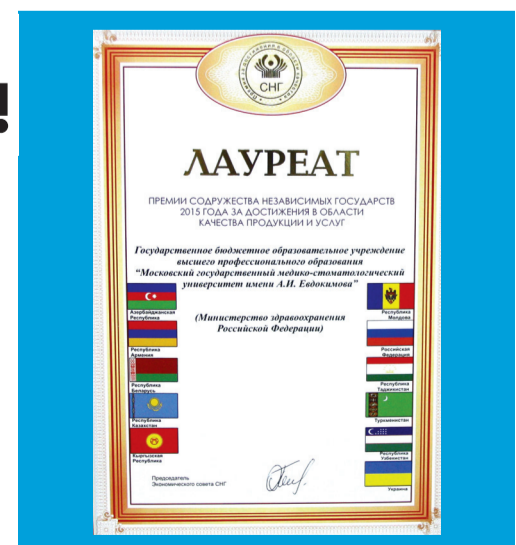 !
СНГ
ЛАУРЕАТ
ПРЕМИИ СОДРУЖЕСТВА НЕЗАВИСИМЫХ ГОСУДАРСТВ
2015 ГОДА ЗА ДОСТИЖЕНИЯ В ОБЛАСТИ
КАЧЕСТВА ПРОДУКЦИИ И УСЛУГ
Государственное бюджетное образовательное учреждение
высшего профессионального образования
"Московский государственный медико-стоматологический
университет имени А.И. Евдокимова"
(Министерство здравоохранения
Российской Федерации)
Азербайджанская
Республика
Республика
Армения
Республика
Беларусь
Республика
Казахстан
Кыргызская
Республика
Республика
Молдова
Российская
Федерация
Республика
Таджикистан
Туркменистан
Республика
Узбекистан
Украина
Председатель
Экономического совета СНГ